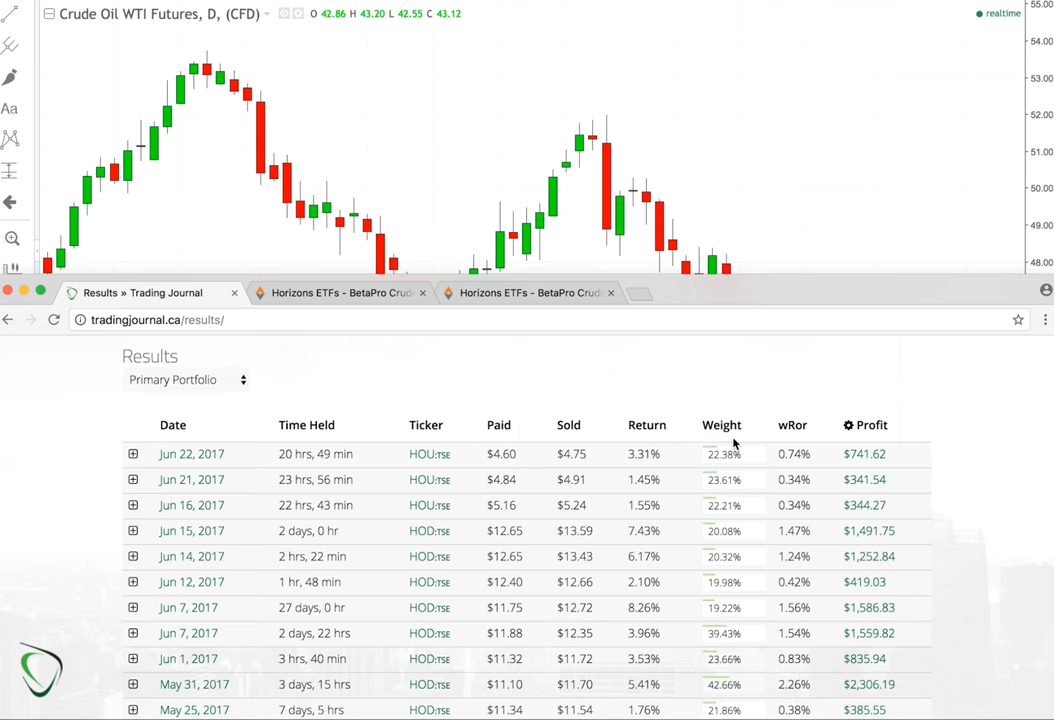 Crude Oil WTI Futures, D, (CFD) O 42.86 H 43.20 L 42.55 C 43.12
realtime
55.00
54.00
53.00
52.00
51.00
50.00
49.00
48.00
Aa
Results » Trading Journal
Horizons ETFs - BetaPro Crud
Horizons ETFs - BetaPro Crud
tradingjournal.ca/results/
Results
Primary Portfolio
Date Time Held Ticker Paid Sold Return Weight wRor Profit
Jun 22, 2017 20 hrs, 49 min HOU:TSE $4.60 $4.75 3.31% 22.38% 0.74% $741.62
Jun 21, 2017 23 hrs, 56 min HOU:TSE $4.84 $4.91 1.45% 23.61% 0.34% $341.54
Jun 16, 2017 22 hrs, 43 min HOU:TSE $5.16 $5.24 1.55% 22.21% 0.34% $344.27
Jun 15, 2017 2 days, 0 hr HOD:TSE $12.65 $13.59 7.43% 20.08% 1.47% $1,491.75
Jun 14, 2017 2 hrs, 22 min HOD:TSE $12.65 $13.43 6.17% 20.32% 1.24% $1,252.84
Jun 12, 2017 1 hr, 48 min HOD:TSE $12.40 $12.66 2.10% 19.98% 0.42% $419.03
Jun 7, 2017 27 days, 0 hr HOD:TSE $11.75 $12.72 8.26% 19.22% 1.56% $1,586.83
Jun 7, 2017 2 days, 22 hrs HOD:TSE $11.88 $12.35 3.96% 39.43% 1.54% $1,559.82
Jun 1, 2017 3 hrs, 40 min HOD:TSE $11.32 $11.72 3.53% 23.66% 0.83% $835.94
May 31, 2017 3 days, 15 hrs HOD:TSE $11.10 $11.70 5.41% 42.66% 2.26% $2,306.19
May 25, 2017 7 days, 5 hrs HOD:TSE $11.34 $11.54 1.76% 21.86% 0.38% $385.55